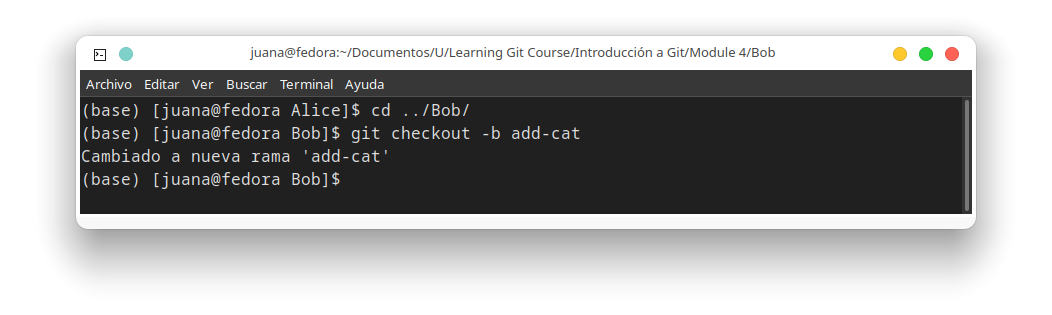 juana@fedora:~/Documentos/U/Learning Git Course/Introducción a Git/Module 4/Bob
Archivo Editar Ver Buscar Terminal Ayuda
(base) [juana@fedora Alice]$ cd ../Bob/
(base) [juana@fedora Bob]$ git checkout -b add-cat
Cambiado a nueva rama 'add-cat'
(base) [juana@fedora Bob]$